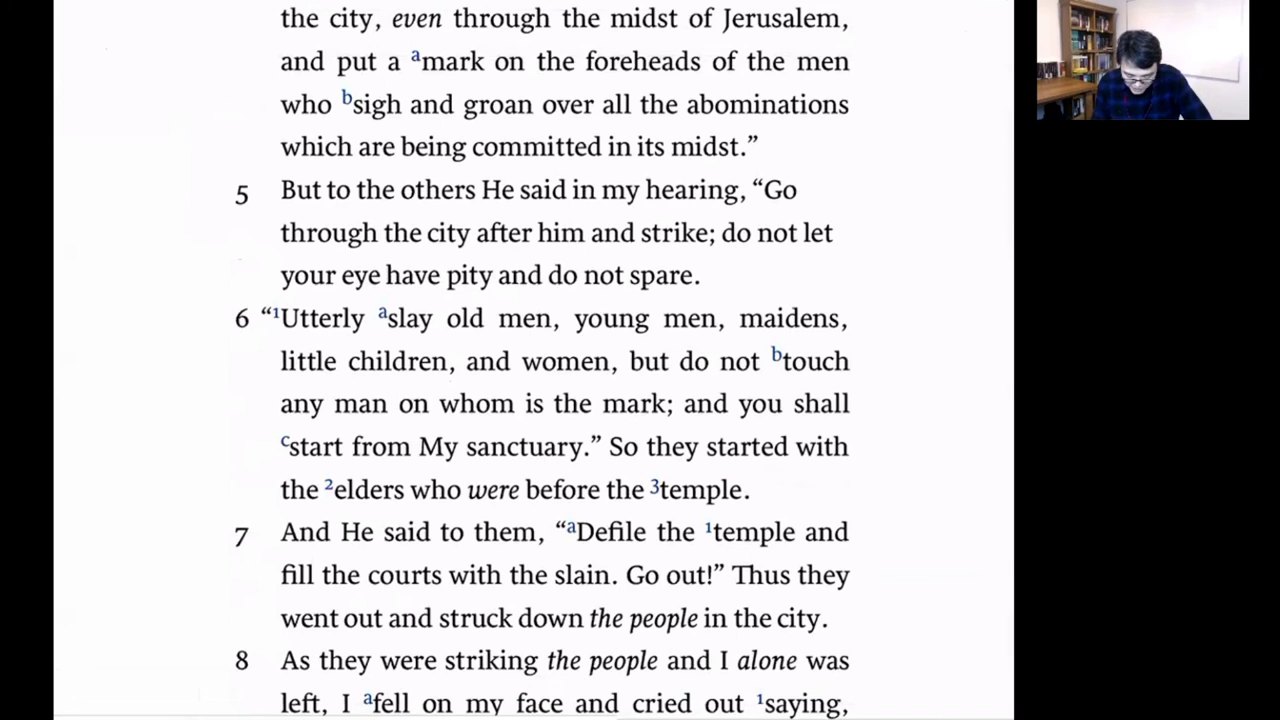 the city, even through the midst of Jerusalem,
and put a ᵃmark on the foreheads of the men
who ᵇsigh and groan over all the abominations
which are being committed in its midst.”
5 But to the others He said in my hearing, “Go
through the city after him and strike; do not let
your eye have pity and do not spare.
6 “¹Utterly ᵃslay old men, young men, maidens,
little children, and women, but do not ᵇtouch
any man on whom is the mark; and you shall
ᶜstart from My sanctuary.” So they started with
the ²elders who were before the ³temple.
7 And He said to them, “ᵃDefile the ¹temple and
fill the courts with the slain. Go out!” Thus they
went out and struck down the people in the city.
8 As they were striking the people and I alone was
left, I ᵃfell on my face and cried out ¹saying,